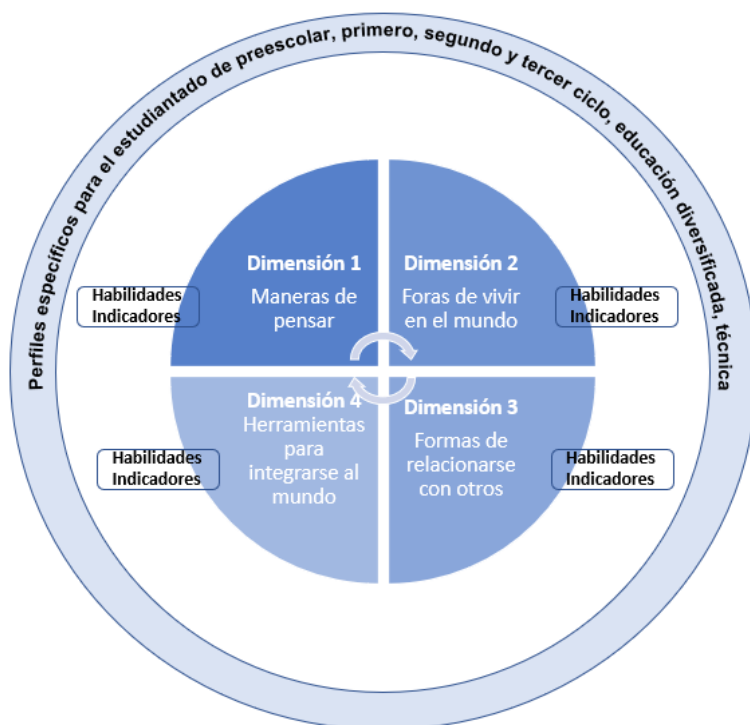 Perfiles específicos para el estudiantado de preescolar, primero, segundo y tercer ciclo, educación diversificada, técnica
Dimensión 1
Maneras de
pensar
Dimensión 2
Foras de vivir
en el mundo
Habilidades
Indicadores
Habilidades
Indicadores
Dimensión 4
Herramientas
para
integrarse al
mundo
Dimensión 3
Formas de
relacionarse
con otros
Habilidades
Indicadores
Habilidades
Indicadores